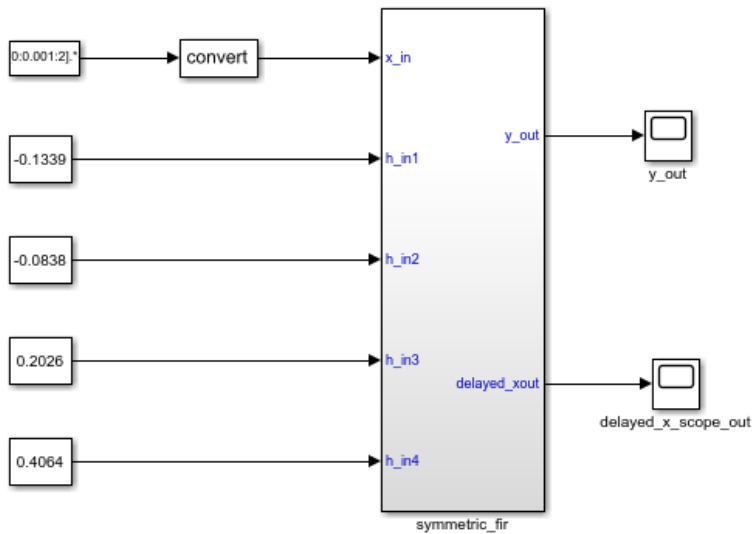 0:0.001:2].*
convert
x_in
-0.1339
h_in1
y_out
y_out
-0.0838
h_in2
0.2026
h_in3
delayed_xout
delayed_x_scope_out
0.4064
h_in4
symmetric_fir